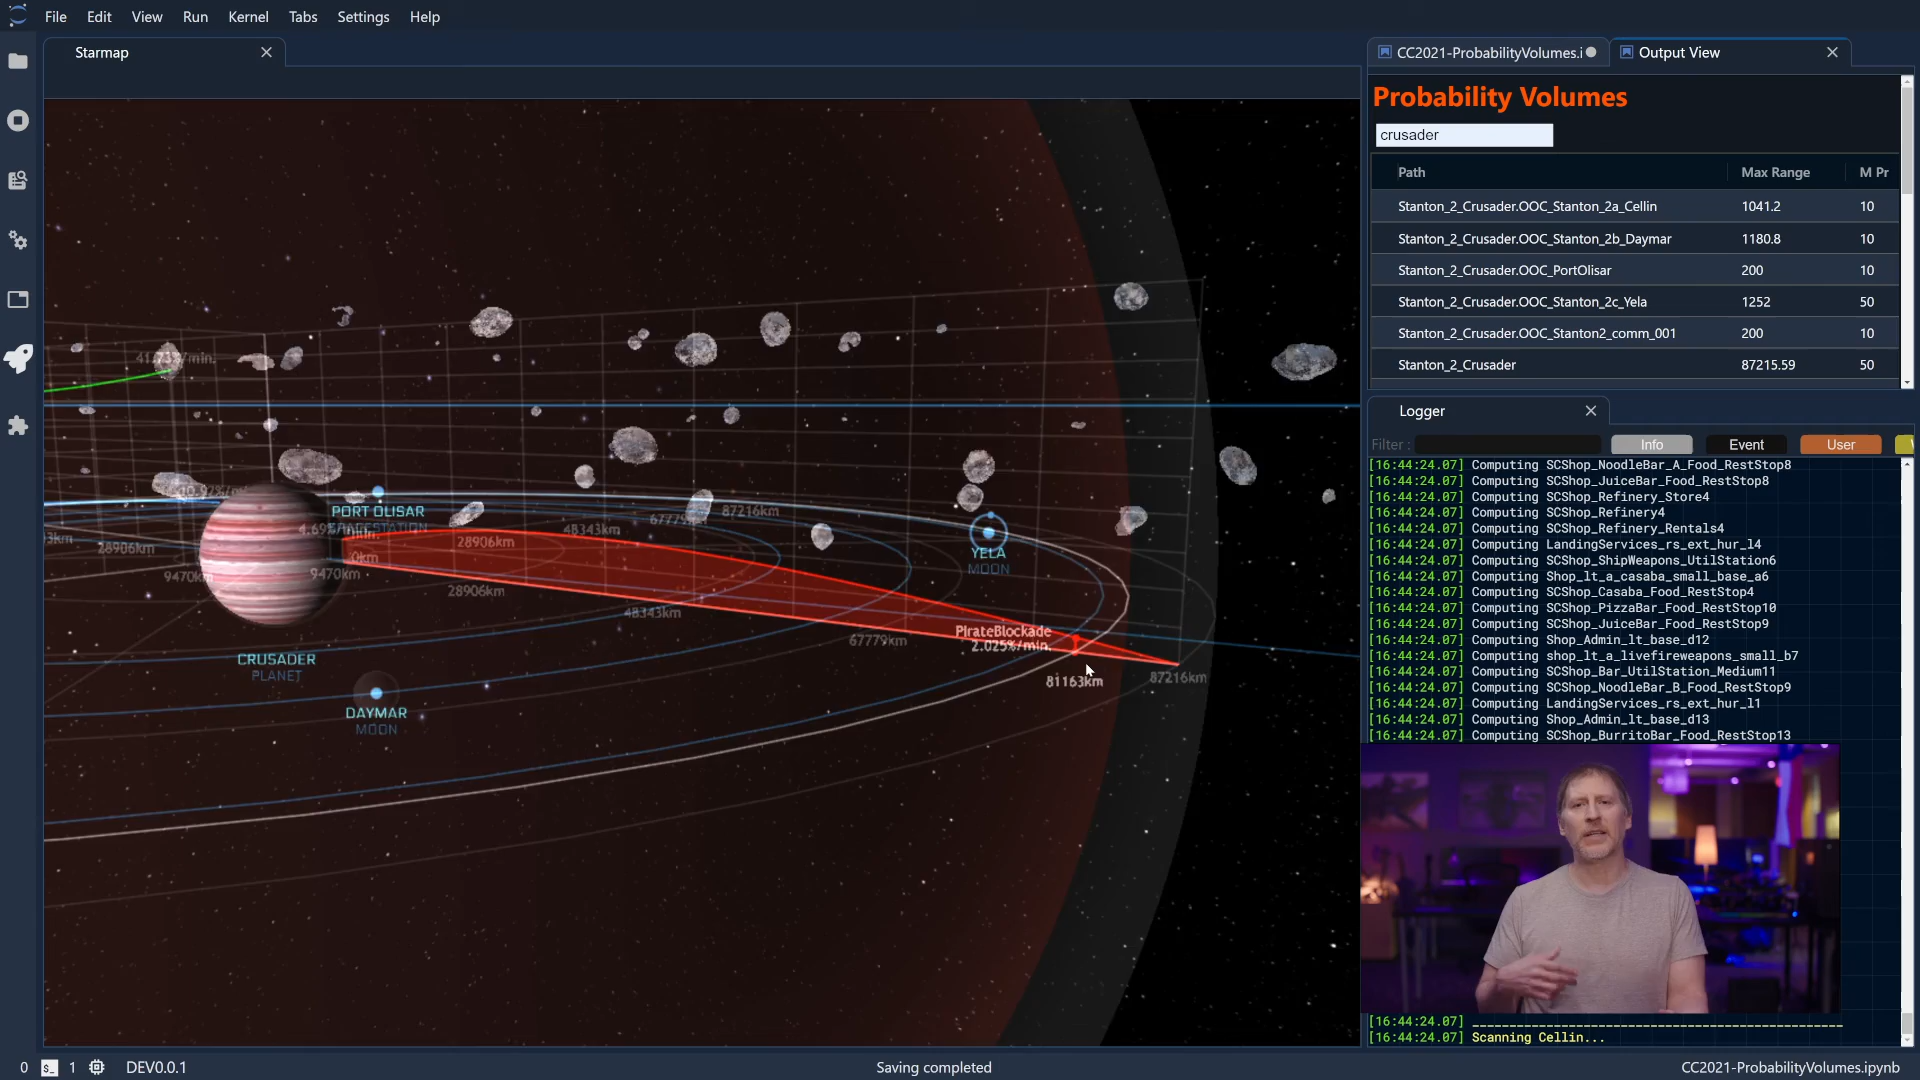 File Edit View Run Kernel Tabs Settings Help
Starmap
CC2021-ProbabilityVolumes.i
Output View
Probability Volumes
crusader
Path Max Range M Pr
Stanton_2_Crusader.OOC_Stanton_2a_Cellin 1041.2 10
Stanton_2_Crusader.OOC_Stanton_2b_Daymar 1180.8 10
Stanton_2_Crusader.OOC_PortOlisar 200 10
Stanton_2_Crusader.OOC_Stanton_2c_Yela 1252 50
Stanton_2_Crusader.OOC_Stanton2_comm_001 200 10
Stanton_2_Crusader 87215.59 50
41.73%/min.
PORT OLISAR
28906km
9470km
0km
9470km
28906km
28906km
48343km
48343km
87216km
67779km
YELA
MOON
PirateBlockade
2.025%/min.
81163km
87216km
CRUSADER
PLANET
DAYMAR
MOON
Logger
Filter :
Info Event User
[16:44:24.07] Computing SCShop_NoodleBar_A_Food_RestStop8
[16:44:24.07] Computing SCShop_JuiceBar_Food_RestStop8
[16:44:24.07] Computing SCShop_Refinery_Store4
[16:44:24.07] Computing SCShop_Refinery4
[16:44:24.07] Computing SCShop_Refinery_Rentals4
[16:44:24.07] Computing LandingServices_rs_ext_hur_l4
[16:44:24.07] Computing SCShop_ShipWeapons_UtilStation6
[16:44:24.07] Computing Shop_lt_a_casaba_small_base_a6
[16:44:24.07] Computing SCShop_Casaba_Food_RestStop4
[16:44:24.07] Computing SCShop_PizzaBar_Food_RestStop10
[16:44:24.07] Computing SCShop_JuiceBar_Food_RestStop9
[16:44:24.07] Computing Shop_Admin_lt_base_d12
[16:44:24.07] Computing shop_lt_a_livefireweapons_small_b7
[16:44:24.07] Computing SCShop_Bar_UtilStation_Medium11
[16:44:24.07] Computing SCShop_NoodleBar_B_Food_RestStop9
[16:44:24.07] Computing LandingServices_rs_ext_hur_l1
[16:44:24.07] Computing Shop_Admin_lt_base_d13
[16:44:24.07] Computing SCShop_BurritoBar_Food_RestStop13
[16:44:24.07]
[16:44:24.07] Scanning Cellin...
0 1 DEV0.0.1
Saving completed
CC2021-ProbabilityVolumes.ipynb